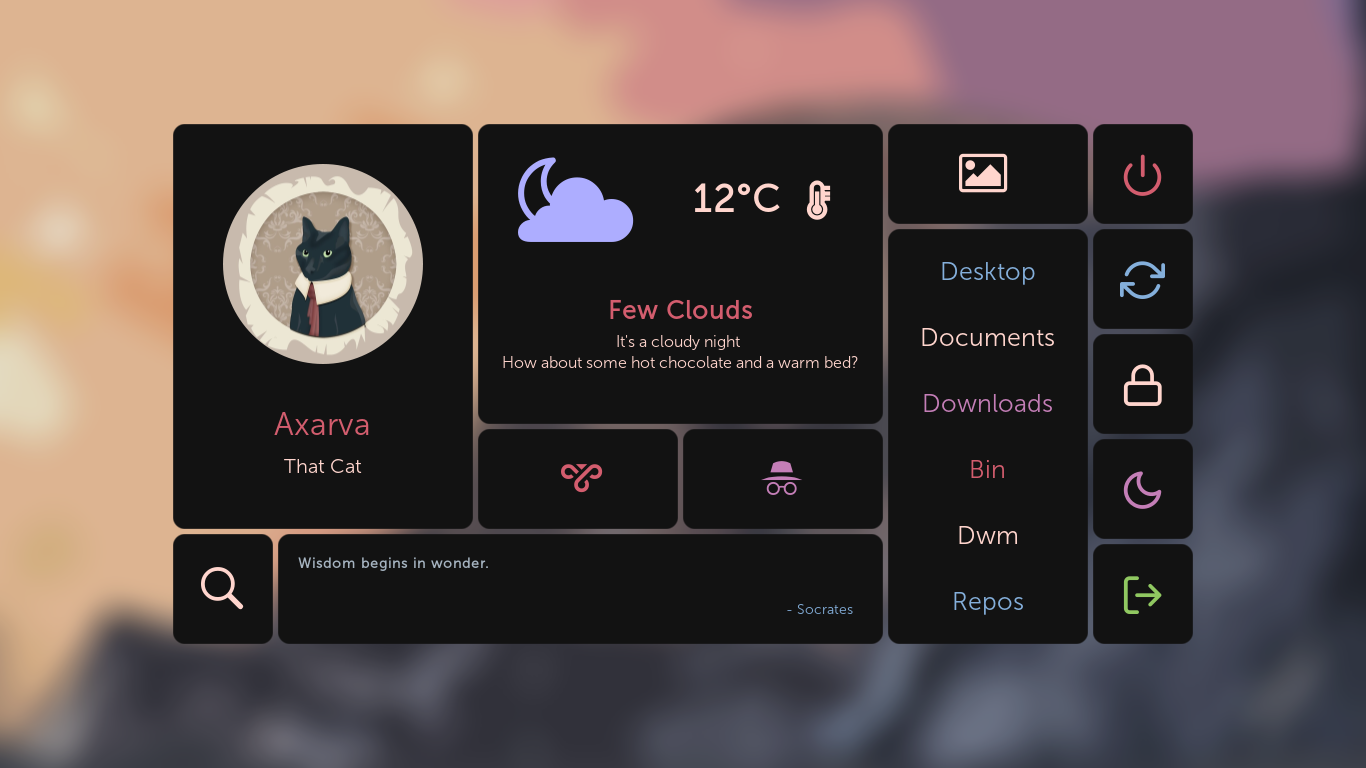 Axarva
That Cat
12°C
Few Clouds
It's a cloudy night
How about some hot chocolate and a warm bed?
Wisdom begins in wonder.
- Socrates
Desktop
Documents
Downloads
Bin
Dwm
Repos